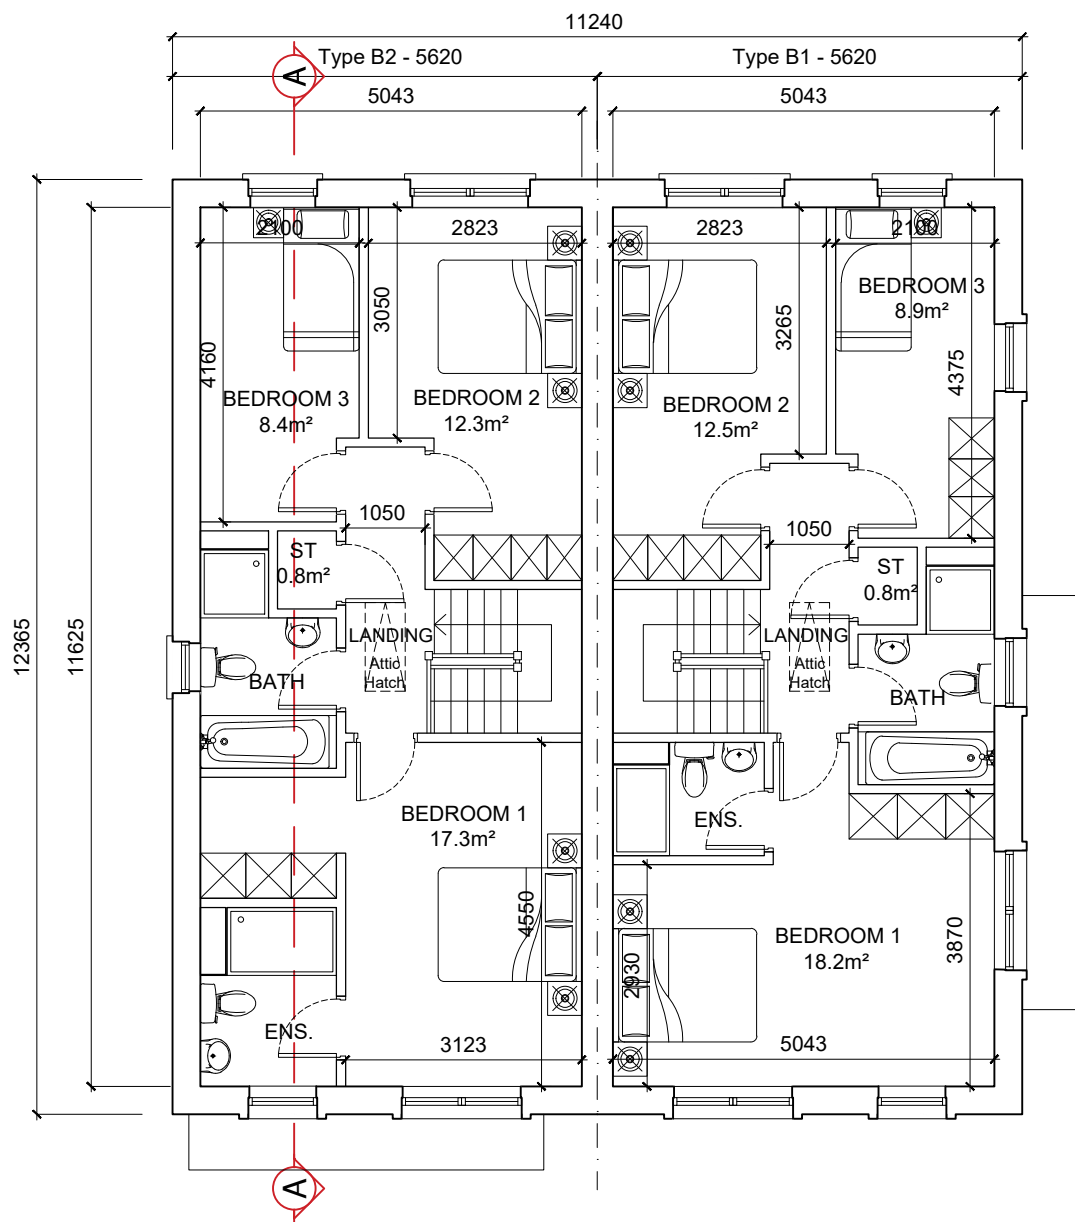 11240
Type B2 - 5620
Type B1 - 5620
A
5043
5043
2100
2823
2823
2100
BEDROOM 3
8.9m²
3050
3265
4160
4375
BEDROOM 3
8.4m²
BEDROOM 2
12.3m²
BEDROOM 2
12.5m²
1050
1050
ST
0.8m²
ST
0.8m²
12365
11625
LANDING
Attic
Hatch
LANDING
Attic
Hatch
BATH
BATH
BEDROOM 1
17.3m²
ENS.
4550
BEDROOM 1
18.2m²
3870
2930
ENS.
3123
5043
A